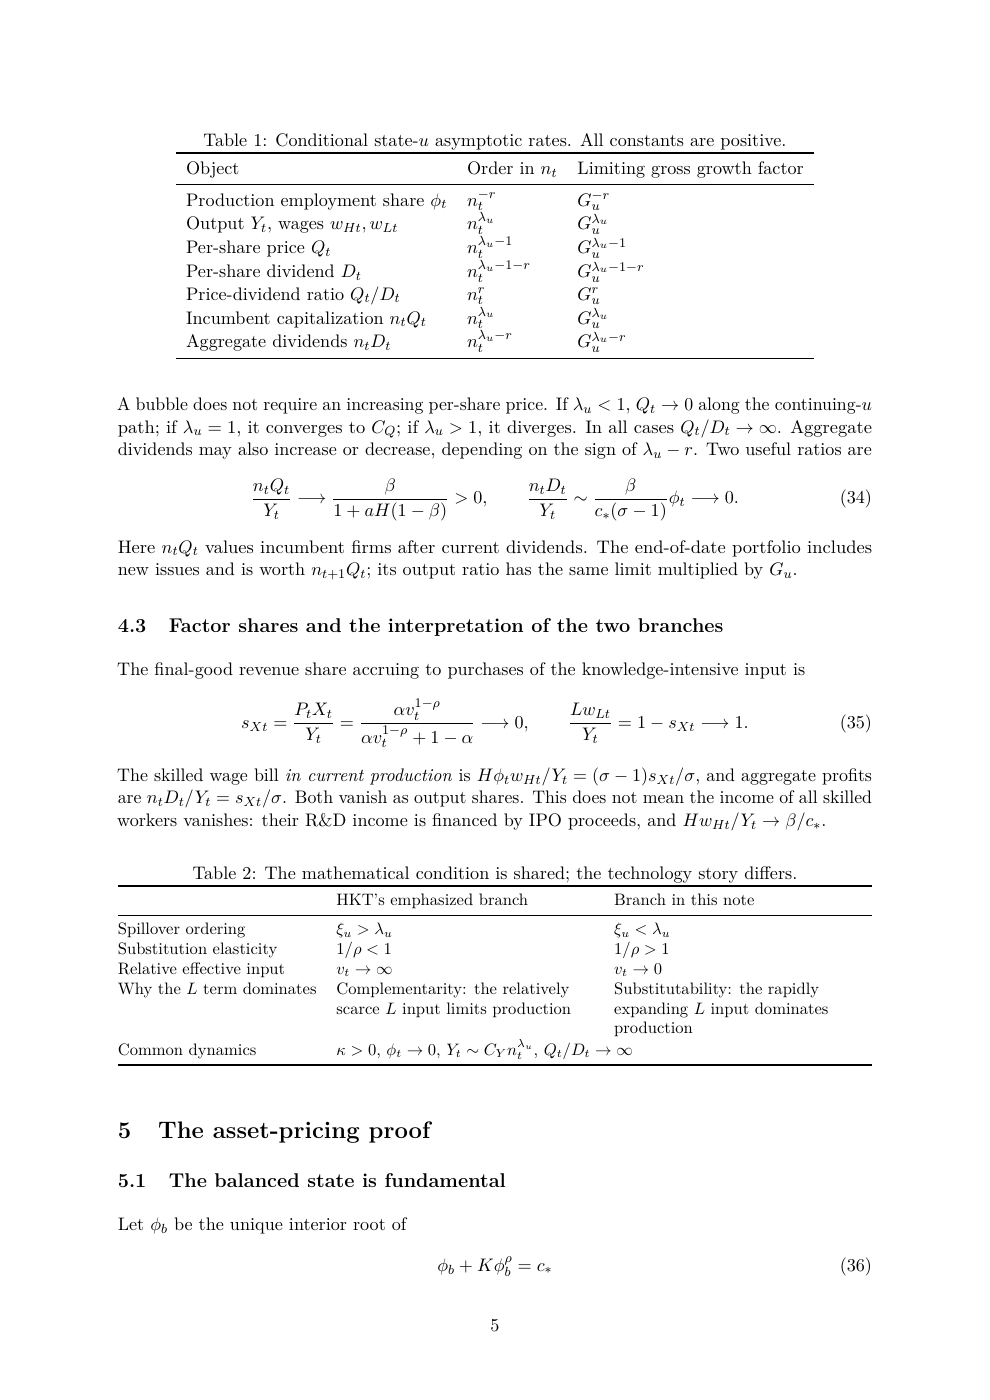 Table 1: Conditional state-u asymptotic rates. All constants are positive.
Object Order in n_t Limiting gross growth factor
Production employment share ϕ_t n_t^{−r} G_u^{−r}
Output Y_t, wages w_{Ht}, w_{Lt} n_t^{λ_u} G_u^{λ_u}
Per-share price Q_t n_t^{λ_u−1} G_u^{λ_u−1}
Per-share dividend D_t n_t^{λ_u−1−r} G_u^{λ_u−1−r}
Price-dividend ratio Q_t/D_t n_t^r G_u^r
Incumbent capitalization n_tQ_t n_t^{λ_u} G_u^{λ_u}
Aggregate dividends n_tD_t n_t^{λ_u−r} G_u^{λ_u−r}
A bubble does not require an increasing per-share price. If λ_u < 1, Q_t → 0 along the continuing-u
path; if λ_u = 1, it converges to C_Q; if λ_u > 1, it diverges. In all cases Q_t/D_t → ∞. Aggregate
dividends may also increase or decrease, depending on the sign of λ_u − r. Two useful ratios are
\frac{n_tQ_t}{Y_t} ⟶ \frac{β}{1 + aH(1 − β)} > 0, \frac{n_tD_t}{Y_t} ∼ \frac{β}{c_*(σ − 1)}ϕ_t ⟶ 0. (34)
Here n_tQ_t values incumbent firms after current dividends. The end-of-date portfolio includes
new issues and is worth n_{t+1}Q_t; its output ratio has the same limit multiplied by G_u.
4.3 Factor shares and the interpretation of the two branches
The final-good revenue share accruing to purchases of the knowledge-intensive input is
s_{Xt} = \frac{P_tX_t}{Y_t} = \frac{αv_t^{1−ρ}}{αv_t^{1−ρ} + 1 − α} ⟶ 0, \frac{Lw_{Lt}}{Y_t} = 1 − s_{Xt} ⟶ 1. (35)
The skilled wage bill in current production is Hϕ_tw_{Ht}/Y_t = (σ − 1)s_{Xt}/σ, and aggregate profits
are n_tD_t/Y_t = s_{Xt}/σ. Both vanish as output shares. This does not mean the income of all skilled
workers vanishes: their R&D income is financed by IPO proceeds, and Hw_{Ht}/Y_t → β/c_*.
Table 2: The mathematical condition is shared; the technology story differs.
HKT's emphasized branch Branch in this note
Spillover ordering ξ_u > λ_u ξ_u < λ_u
Substitution elasticity 1/ρ < 1 1/ρ > 1
Relative effective input v_t → ∞ v_t → 0
Why the L term dominates Complementarity: the relatively Substitutability: the rapidly
scarce L input limits production expanding L input dominates
production
Common dynamics κ > 0, ϕ_t → 0, Y_t ∼ C_Yn_t^{λ_u}, Q_t/D_t → ∞
5 The asset-pricing proof
5.1 The balanced state is fundamental
Let ϕ_b be the unique interior root of
ϕ_b + Kϕ_b^ρ = c_* (36)
5